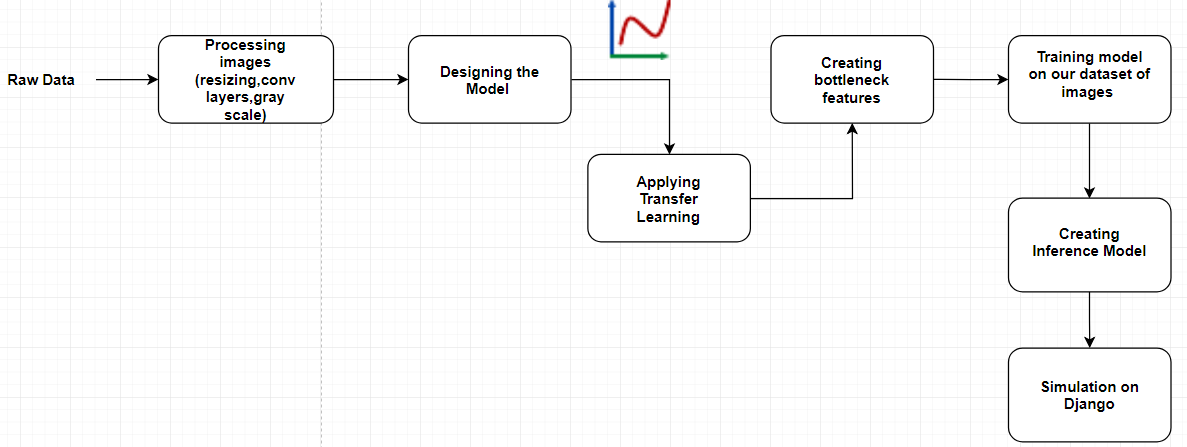 Raw Data
Processing
images
(resizing,conv
layers,gray
scale)
Designing the
Model
Applying
Transfer
Learning
Creating
bottleneck
features
Training model
on our dataset of
images
Creating
Inference Model
Simulation on
Django